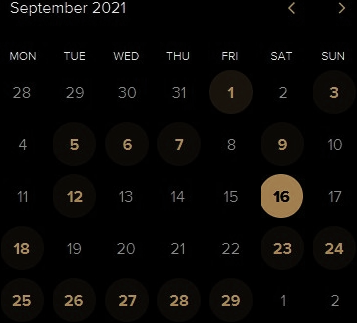 September 2021
MON TUE WED THU FRI SAT SUN
28 29 30 31 1 2 3
4 5 6 7 8 9 10
11 12 13 14 15 16 17
18 19 20 21 22 23 24
25 26 27 28 29 1 2